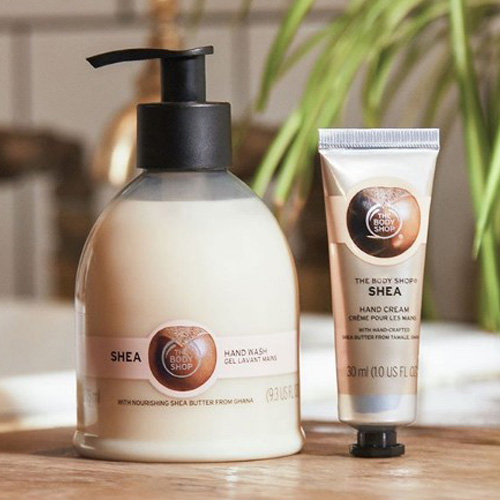 SHEA
THE
BODY
SHOP
HAND WASH
GEL LAVANT MAINS
WITH NOURISHING SHEA BUTTER FROM GHANA
(9.3 US FL
THE
BODY
SHOP
THE BODY SHOP®
SHEA
HAND CREAM
CRÈME POUR LES MAINS
WITH HAND-CRAFTED
SHEA BUTTER FROM TAMALE, GHANA
30 ml (1.0 US FL